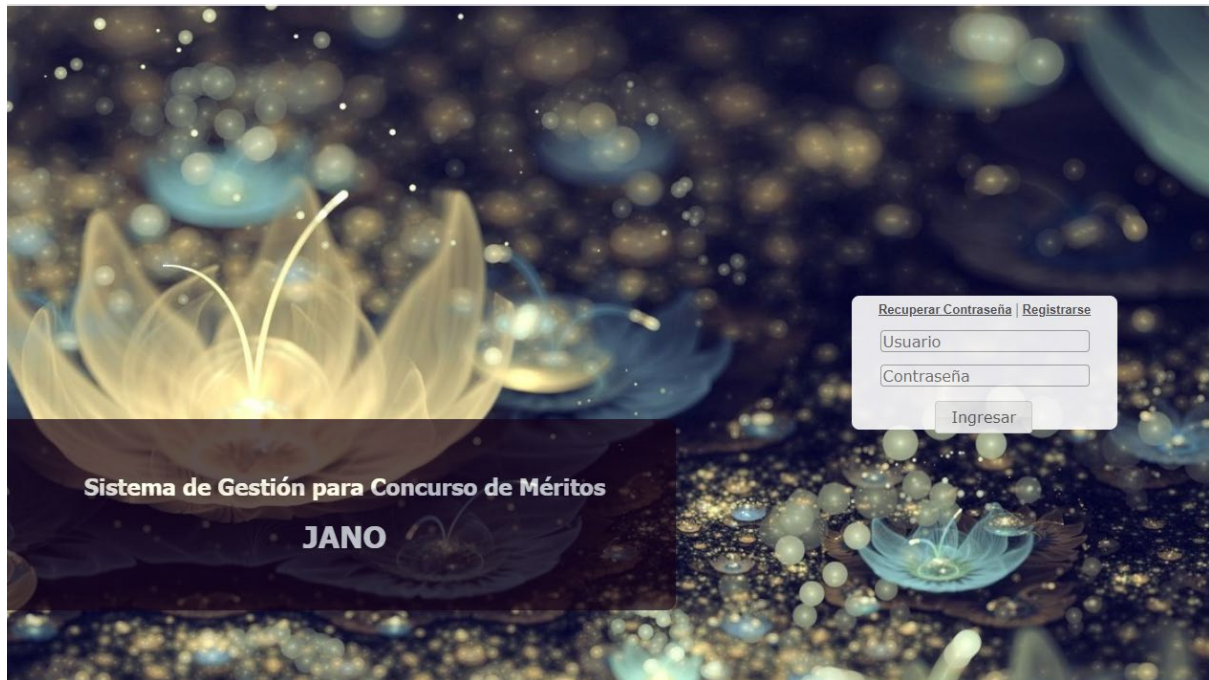 Recuperar Contraseña | Registrarse
Usuario
Contraseña
Ingresar
Sistema de Gestión para Concurso de Méritos
JANO